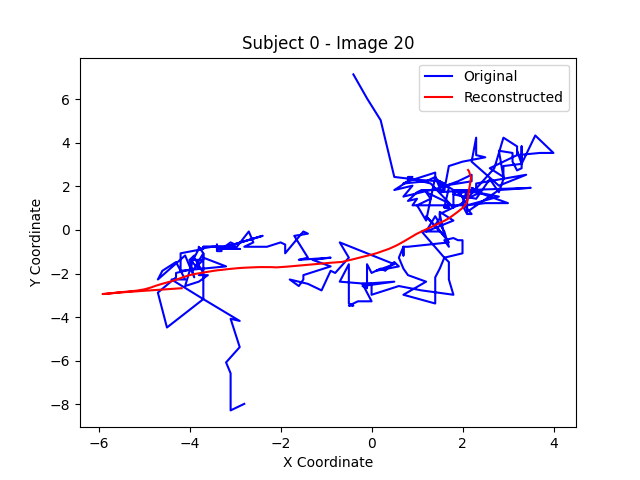 Subject 0 - Image 20
Original
Reconstructed
6
4
2
0
−2
−4
−6
−8
Y Coordinate
−6 −4 −2 0 2 4
X Coordinate